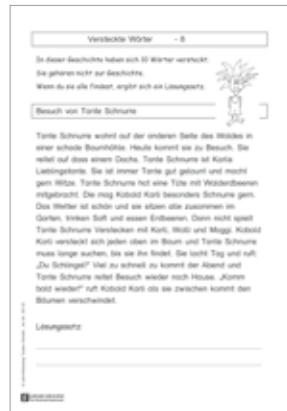 Versteckte Wörter - 8
In dieser Geschichte haben sich 10 Wörter versteckt.
Sie gehören nicht zur Geschichte.
Wenn du sie alle findest, ergibt sich ein Lösungssatz.
Besuch von Tante Schnurre
Tante Schnurre wohnt auf der anderen Seite des Waldes in
einer schade Baumhöhle. Heute kommt sie zu Besuch. Sie
reitet auf dass einem Dachs. Tante Schnurre ist Karlis
Lieblingstante. Sie ist immer Tante gut gelaunt und macht
gern Witze. Tante Schnurre hat eine Tüte mit Walderdbeeren
mitgebracht. Die mag Kobold Karli besonders Schnurre gern.
Das Wetter ist schön und sie sitzen alle zusammen im
Garten, trinken Saft und essen Erdbeeren. Dann nicht spielt
Tante Schnurre Verstecken mit Karli, Wolli und Moggi. Kobold
Karli versteckt sich jeden oben im Baum und Tante Schnurre
muss lange suchen, bis sie ihn findet. Sie lacht Tag und ruft:
„Du Schlingel!" Viel zu schnell zu kommt der Abend und
Tante Schnurre reitet Besuch wieder nach Hause. „Komm
bald wieder!" ruft Kobold Karli als sie zwischen kommt den
Bäumen verschwindet.
Lösungssatz: